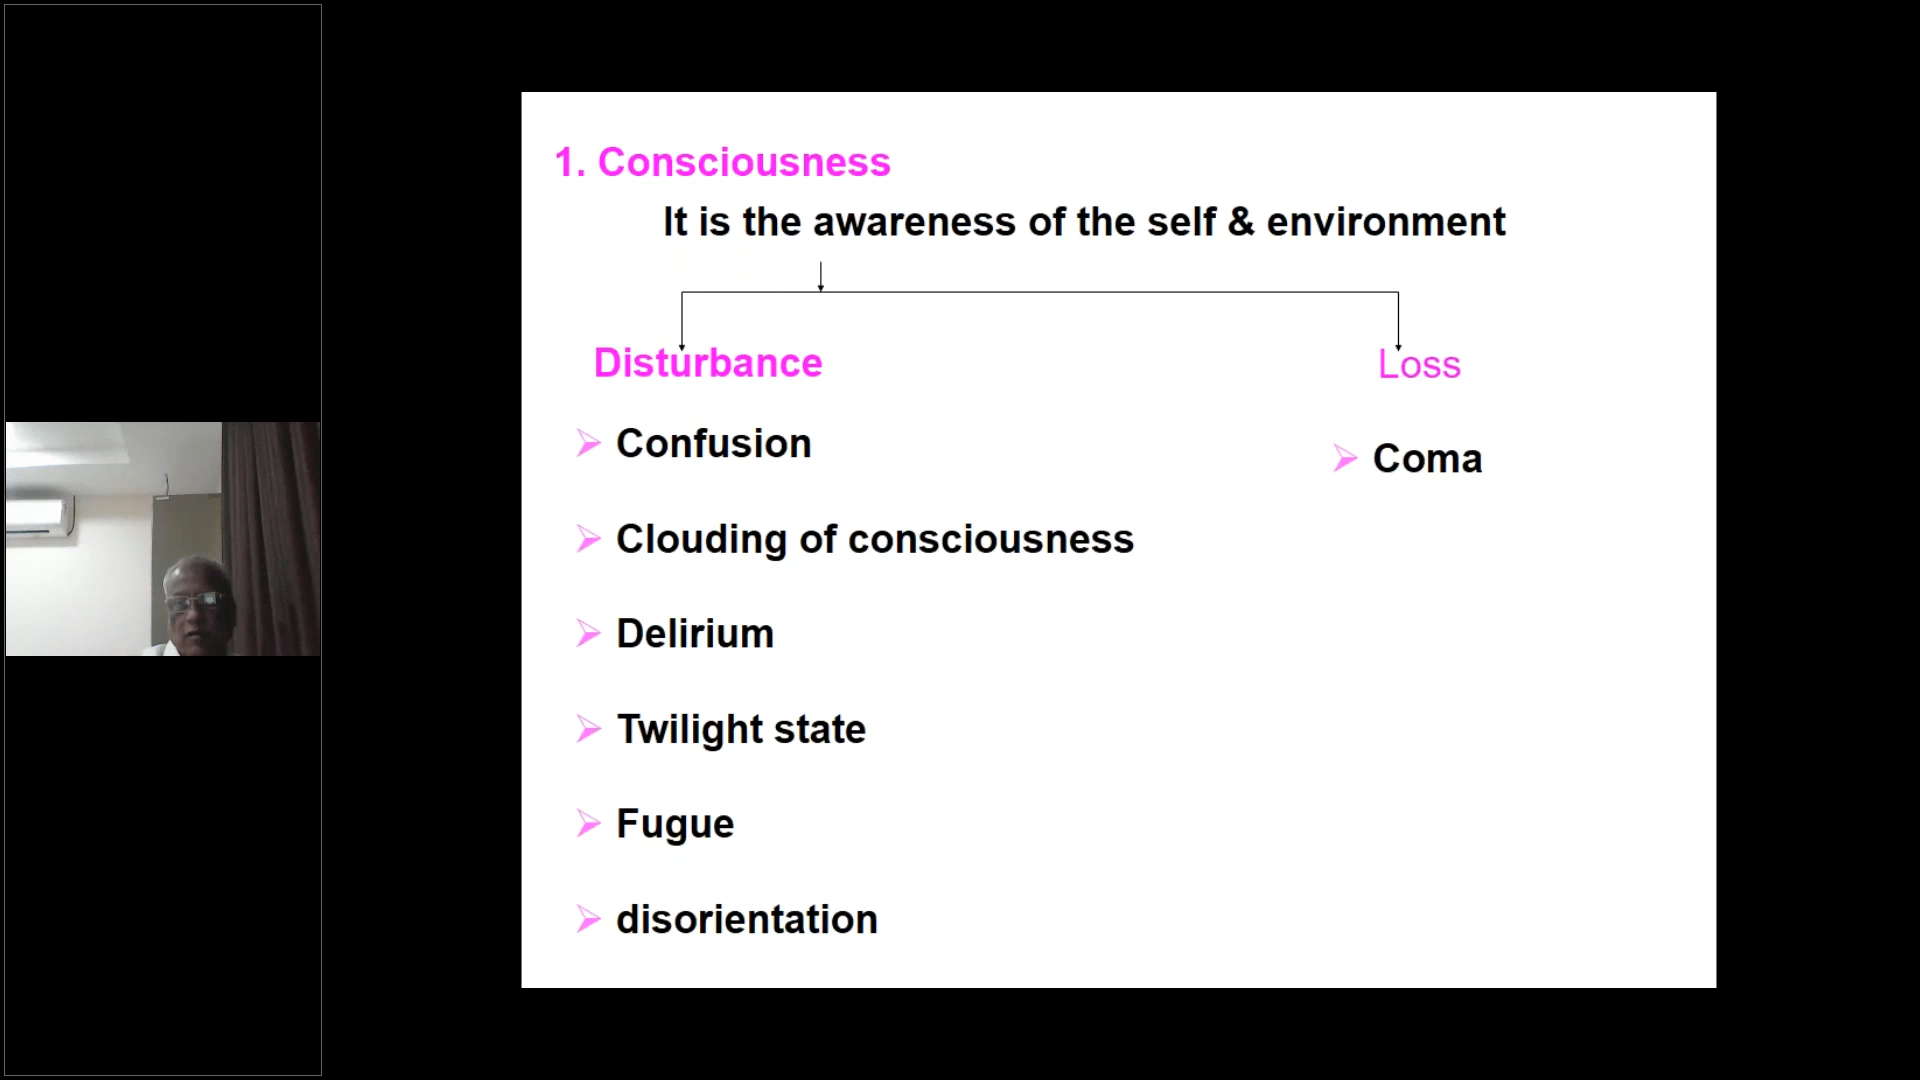 1. Consciousness
It is the awareness of the self & environment
Disturbance
Loss
Confusion
Coma
Clouding of consciousness
Delirium
Twilight state
Fugue
disorientation